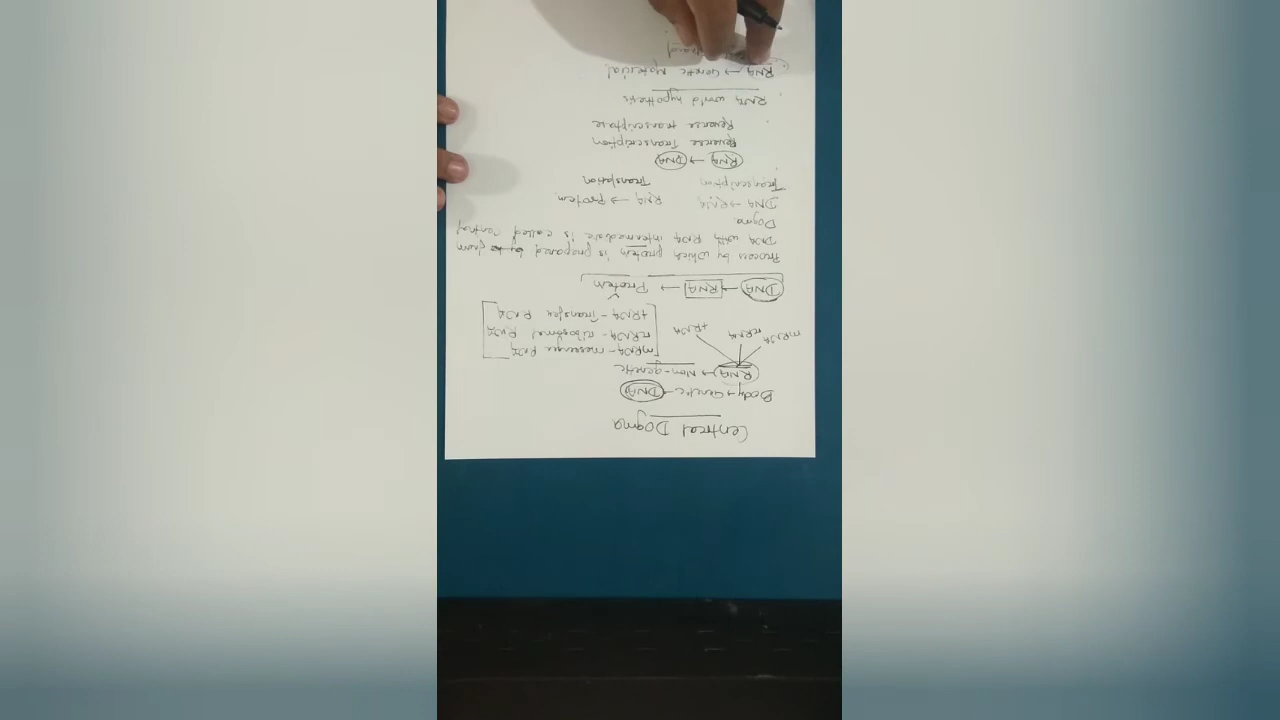 Central Dogma
Body → Genetic → DNA
RNA → Non-genetic
mRNA rRNA tRNA
mRNA - messenger RNA
rRNA - ribosomal RNA
tRNA - Transfer RNA
DNA → RNA → Protein
Process by which protein is prepared from
DNA with RNA intermediate is called Central
Dogma
DNA → RNA RNA → Protein
Transcription Translation
RNA → DNA
Reverse Transcription
Reverse transcriptase
RNA world hypothesis
RNA → Genetic Material